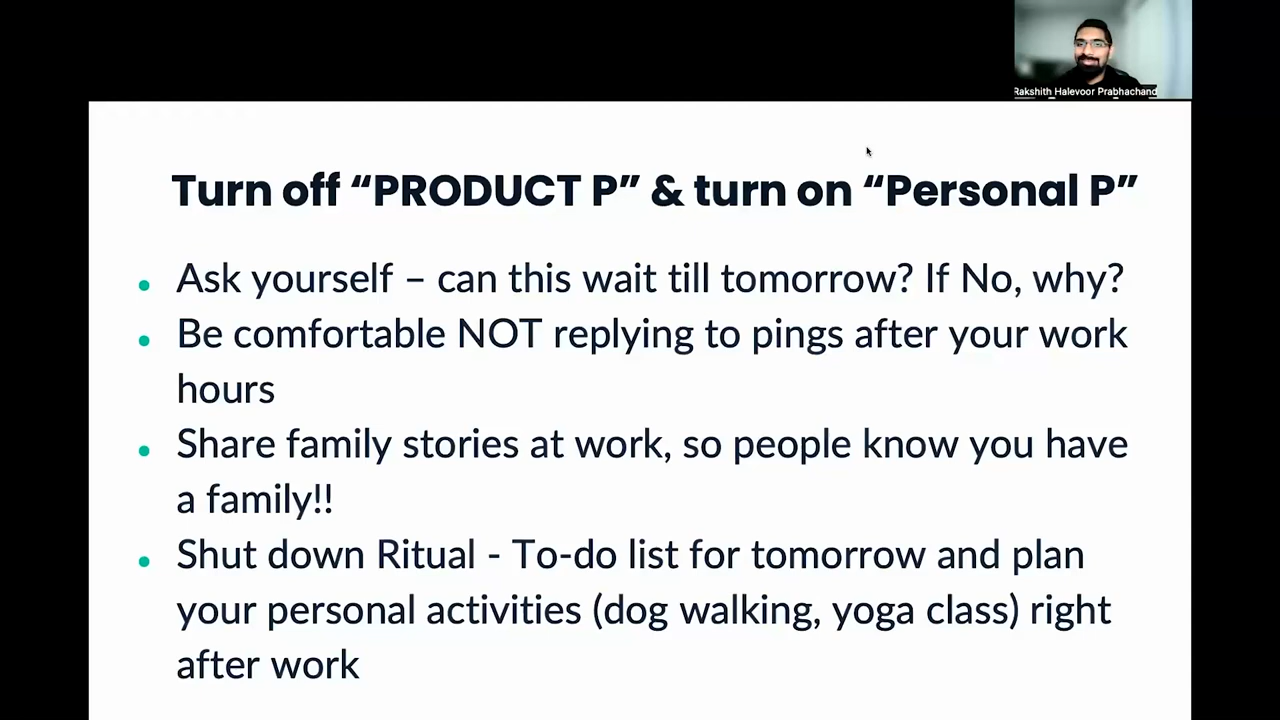 Rakshith Halevoor Prabhachand
Turn off “PRODUCT P” & turn on “Personal P”
• Ask yourself – can this wait till tomorrow? If No, why?
• Be comfortable NOT replying to pings after your work
hours
• Share family stories at work, so people know you have
a family!!
• Shut down Ritual - To-do list for tomorrow and plan
your personal activities (dog walking, yoga class) right
after work